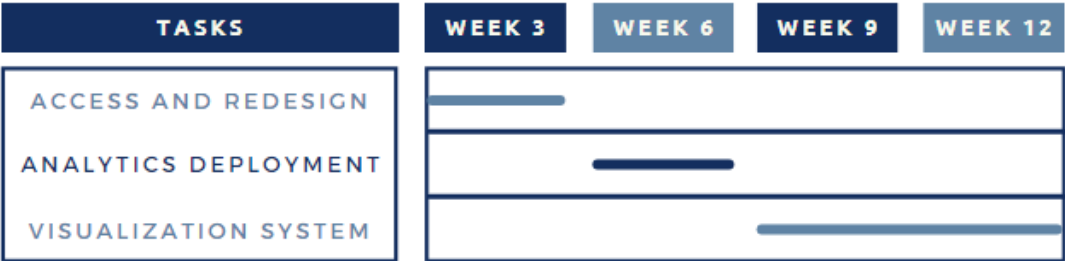 TASKS WEEK 3 WEEK 6 WEEK 9 WEEK 12
ACCESS AND REDESIGN
ANALYTICS DEPLOYMENT
VISUALIZATION SYSTEM